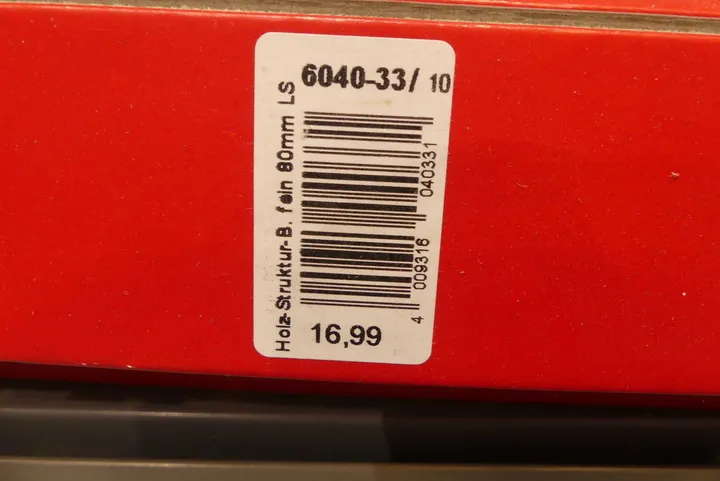 6040-33/ 10
Holz-Struktur-B. fein 80mm LS
4 009316 040331
16,99